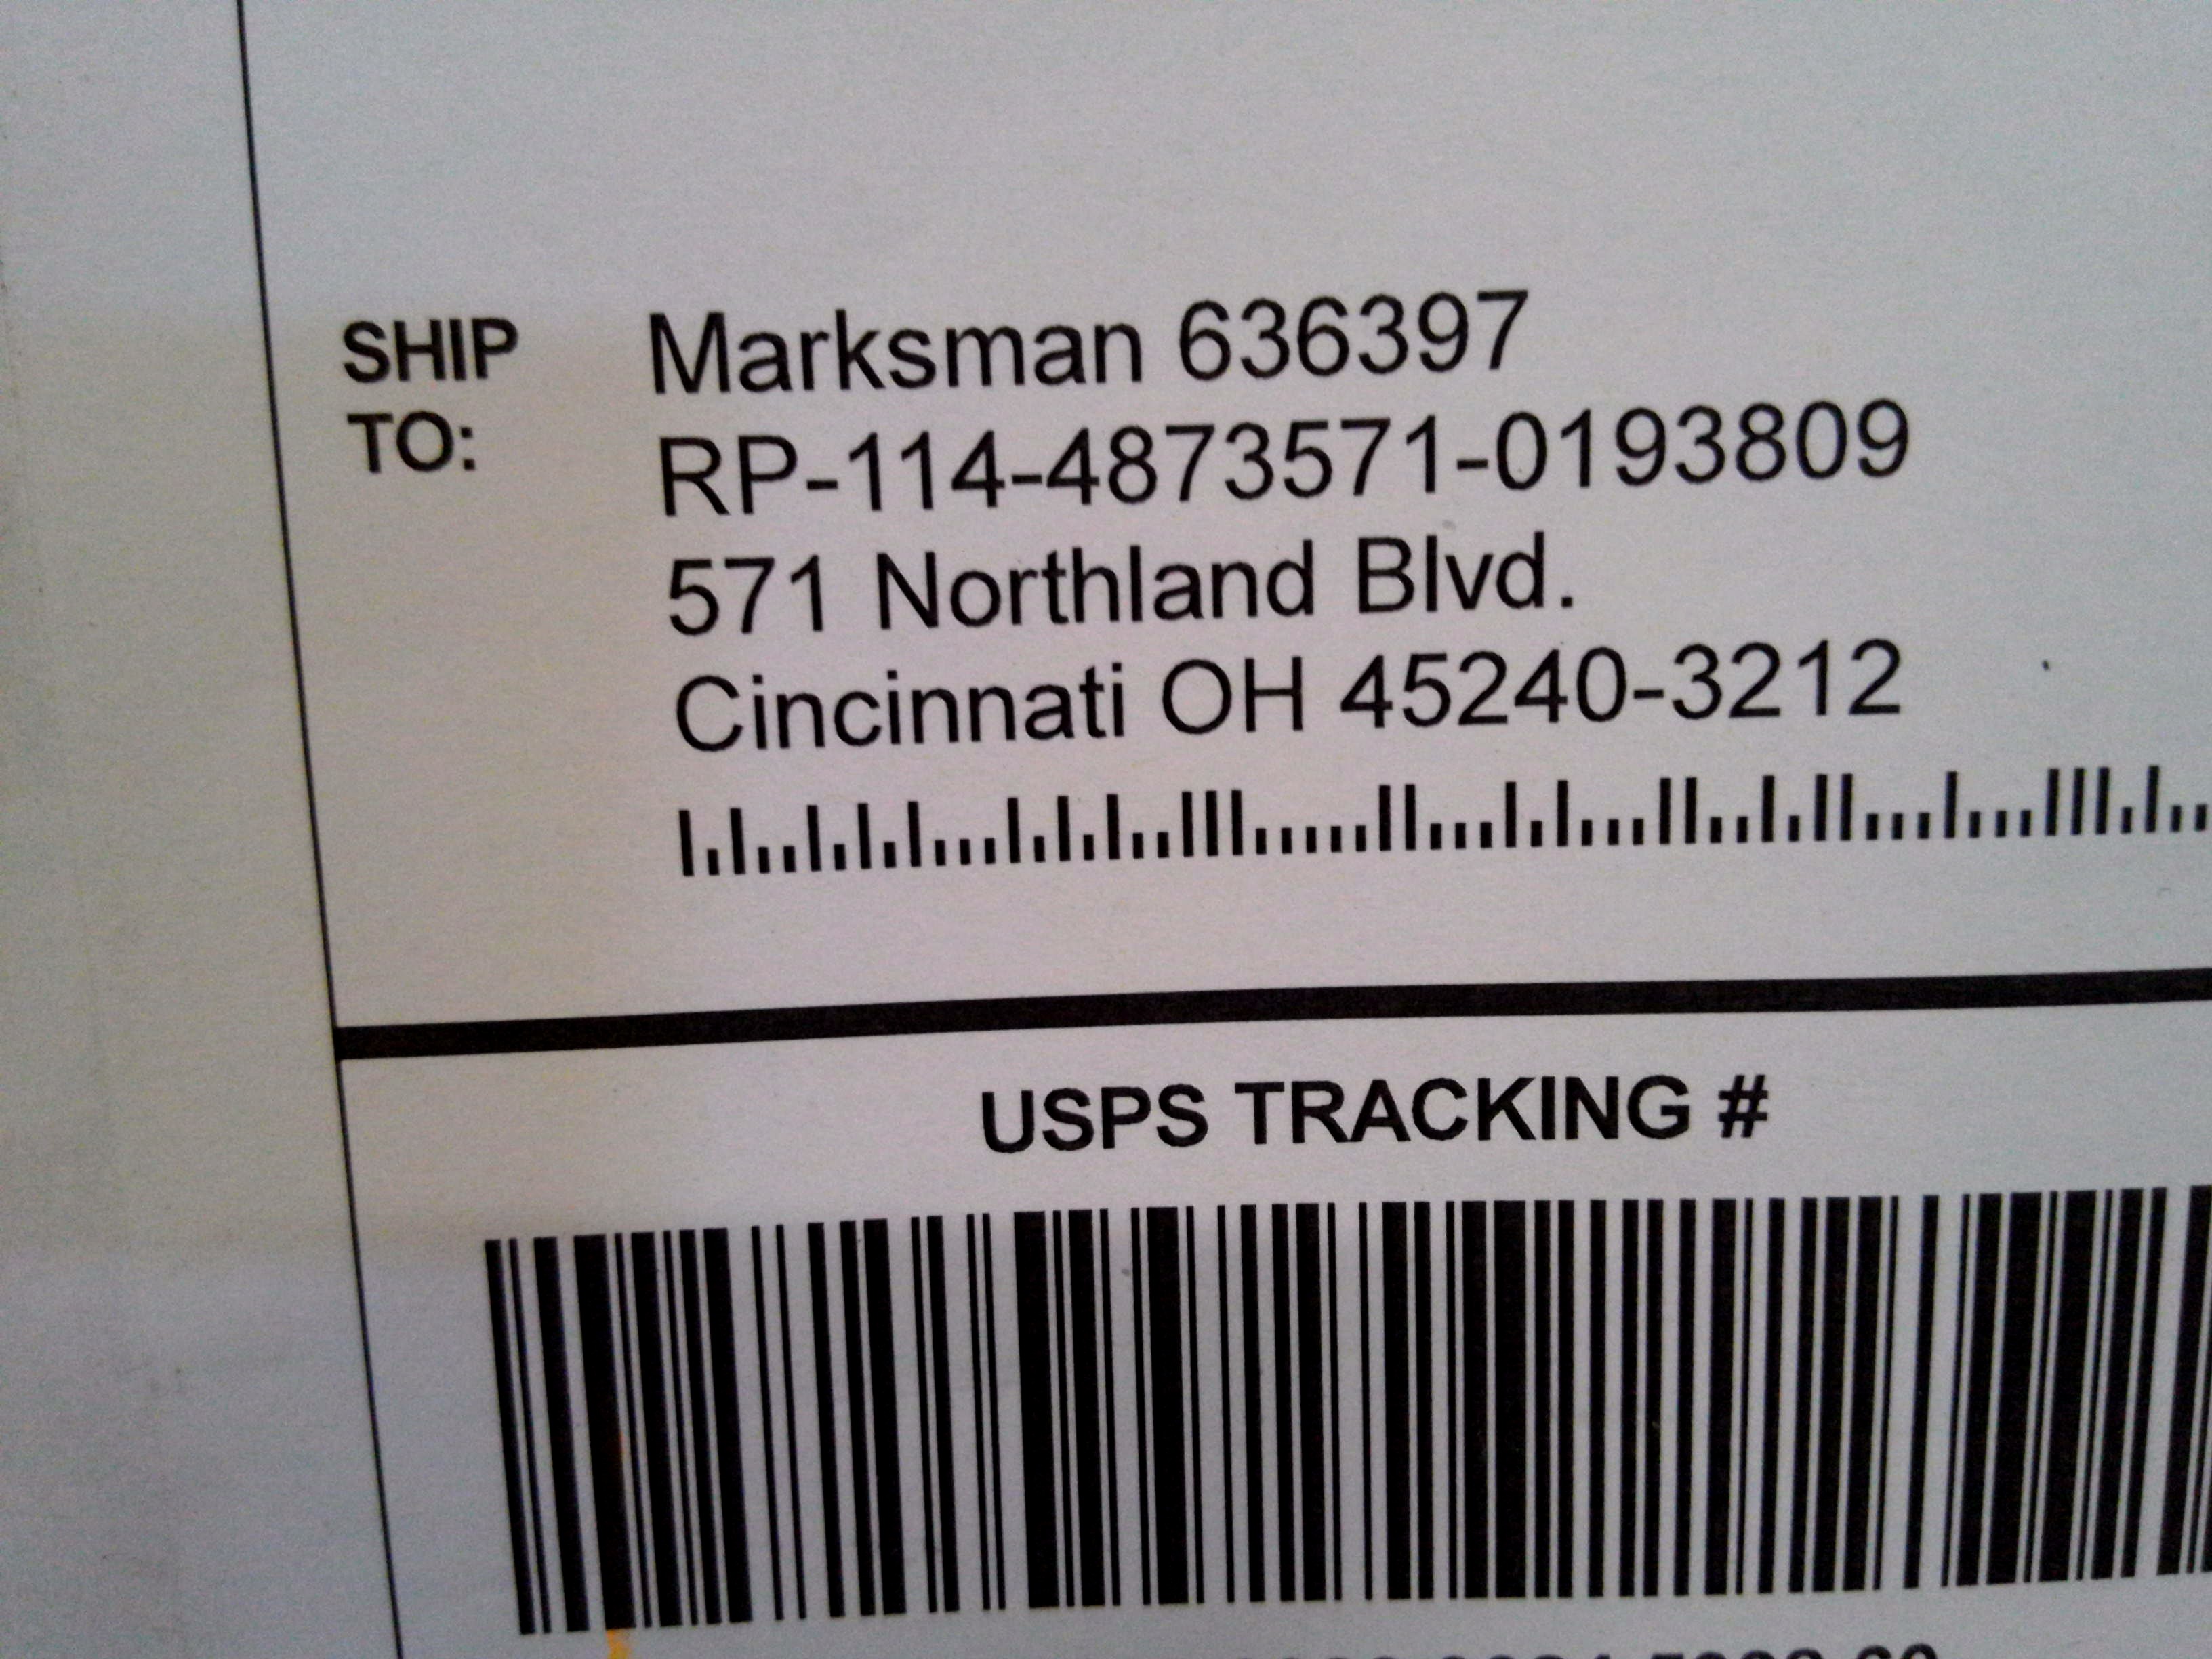 SHIP TO:
Marksman 636397
RP-114-4873571-0193809
571 Northland Blvd.
Cincinnati OH 45240-3212
USPS TRACKING #